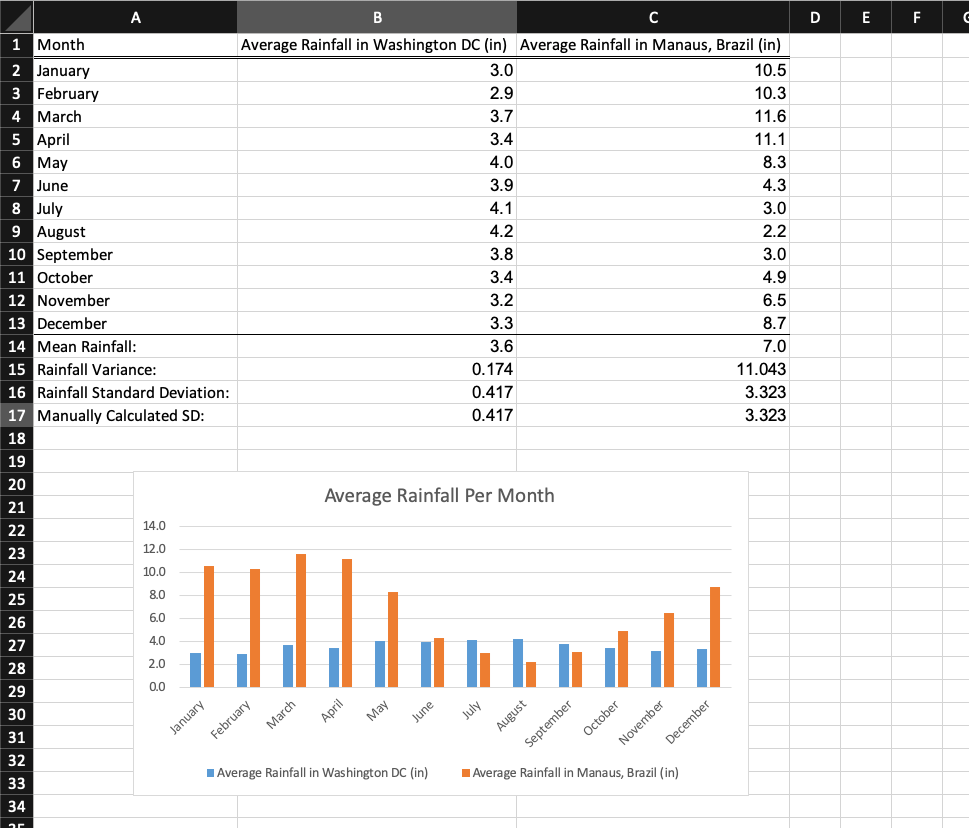 A B C D E F
1 Month Average Rainfall in Washington DC (in) Average Rainfall in Manaus, Brazil (in)
2 January 3.0 10.5
3 February 2.9 10.3
4 March 3.7 11.6
5 April 3.4 11.1
6 May 4.0 8.3
7 June 3.9 4.3
8 July 4.1 3.0
9 August 4.2 2.2
10 September 3.8 3.0
11 October 3.4 4.9
12 November 3.2 6.5
13 December 3.3 8.7
14 Mean Rainfall: 3.6 7.0
15 Rainfall Variance: 0.174 11.043
16 Rainfall Standard Deviation: 0.417 3.323
17 Manually Calculated SD: 0.417 3.323
18
19
20
21
22
23
24
25
26
27
28
29
30
31
32
33
34
Average Rainfall Per Month
14.0
12.0
10.0
8.0
6.0
4.0
2.0
0.0
January February March April May June July August September October November December
Average Rainfall in Washington DC (in) Average Rainfall in Manaus, Brazil (in)